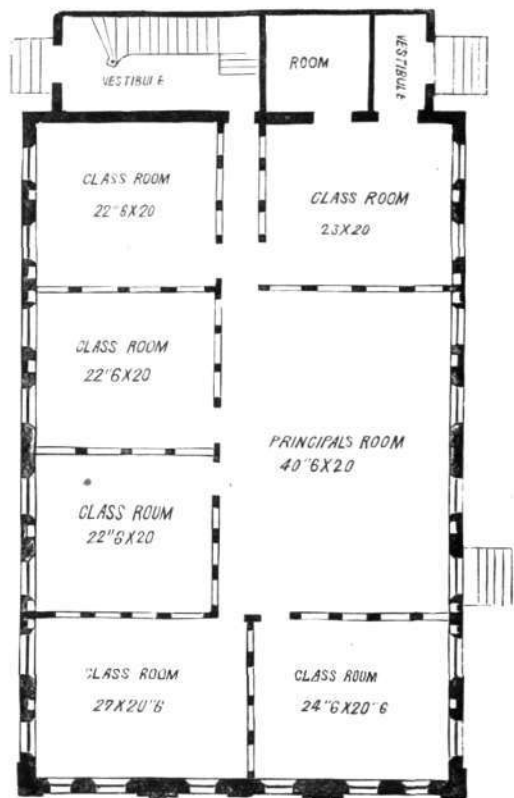 VESTIBULE
ROOM
VESTIBULE
CLASS ROOM
22"6X20
CLASS ROOM
23X20
CLASS ROOM
22"6X20
PRINCIPALS ROOM
40"6X20
CLASS ROOM
22"6X20
CLASS ROOM
27X20"6
CLASS ROOM
24"6X20"6